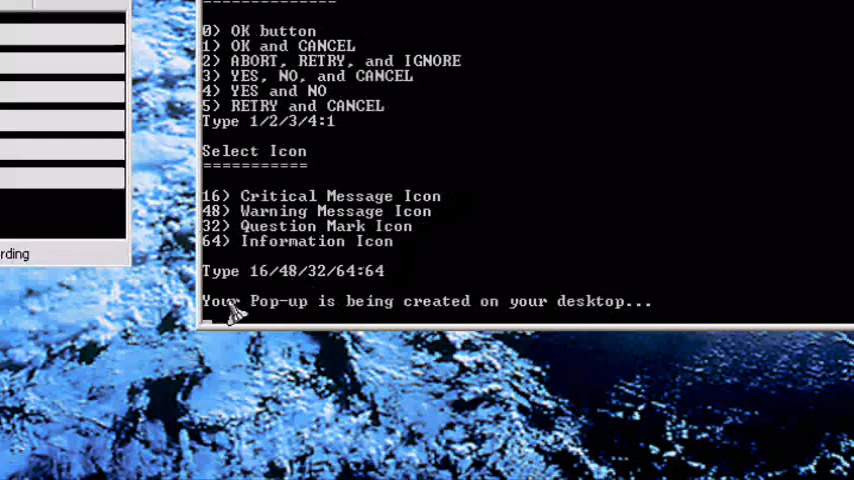 0) OK button
1) OK and CANCEL
2) ABORT, RETRY, and IGNORE
3) YES, NO, and CANCEL
4) YES and NO
5) RETRY and CANCEL
Type 1/2/3/4:1
Select Icon
===========
16) Critical Message Icon
48) Warning Message Icon
32) Question Mark Icon
64) Information Icon
Type 16/48/32/64:64
Your Pop-up is being created on your desktop...
rding